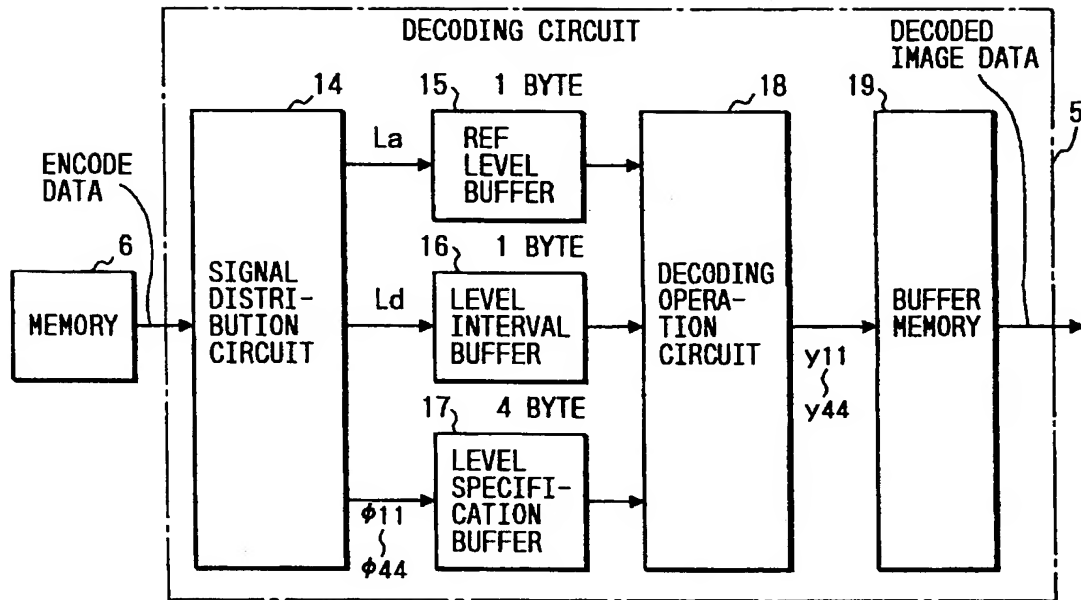 DECODING CIRCUIT
DECODED
IMAGE DATA
5
ENCODE
DATA
6
MEMORY
14
SIGNAL
DISTRI-
BUTION
CIRCUIT
La
15 1 BYTE
REF
LEVEL
BUFFER
Ld
16 1 BYTE
LEVEL
INTERVAL
BUFFER
ϕ11
ϕ44
17 4 BYTE
LEVEL
SPECIFI-
CATION
BUFFER
18
DECODING
OPERA-
TION
CIRCUIT
y11
y44
19
BUFFER
MEMORY